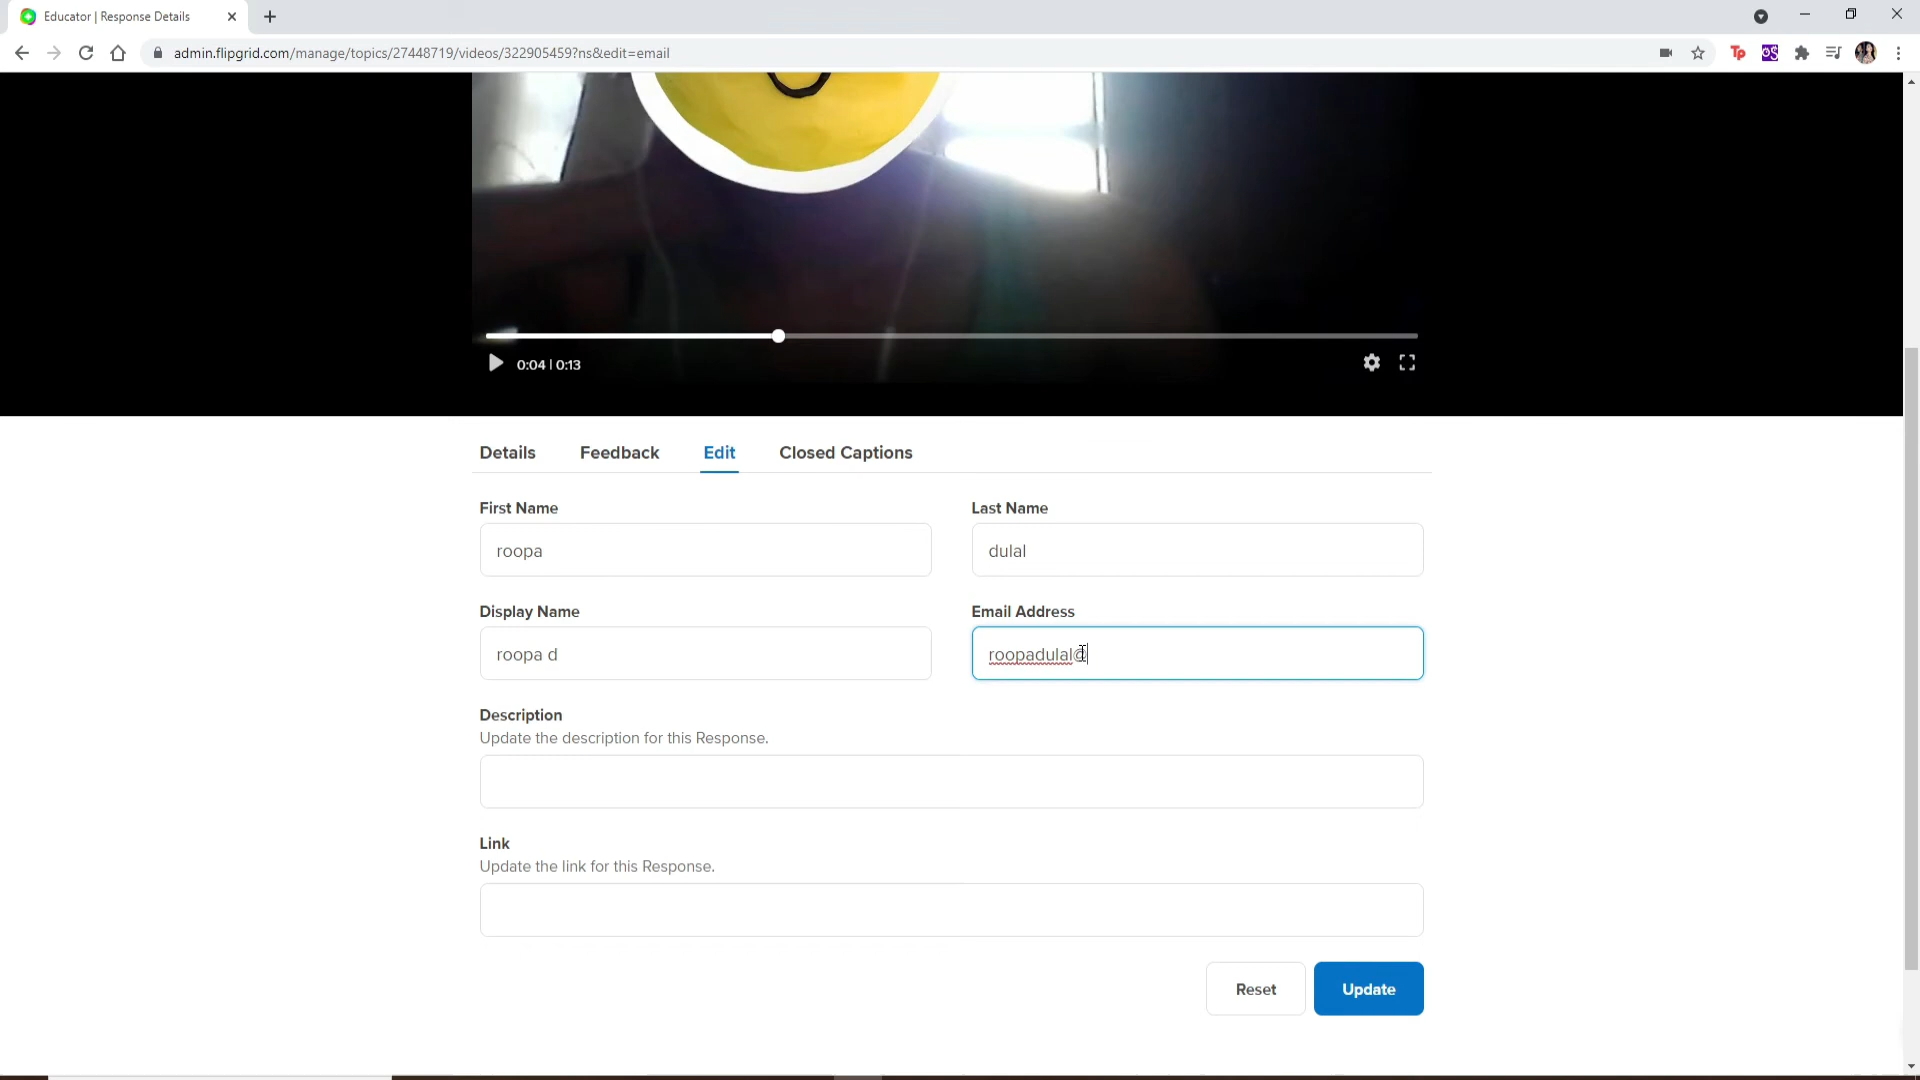 Educator | Response Details
admin.flipgrid.com/manage/topics/27448719/videos/322905459?ns&edit=email
0:04 | 0:13
Details Feedback Edit Closed Captions
First Name Last Name
roopa dulal
Display Name Email Address
roopa d roopadulal@
Description
Update the description for this Response.
Link
Update the link for this Response.
Reset Update